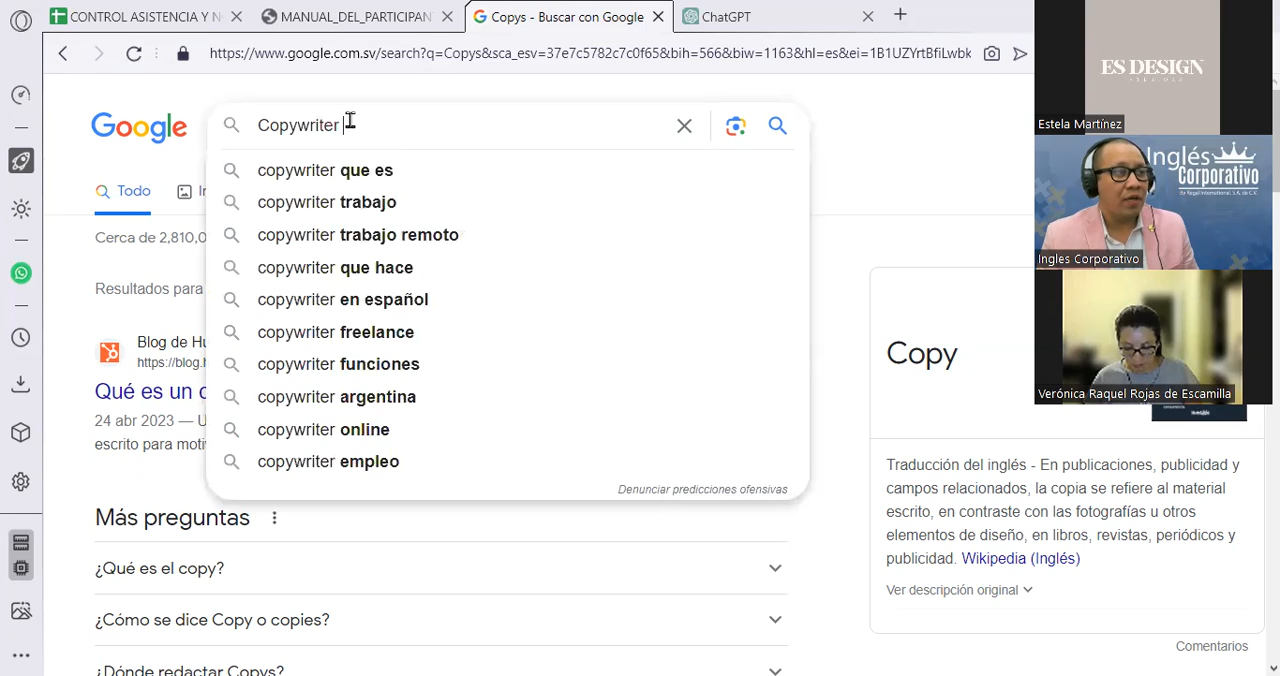 CONTROL ASISTENCIA Y N
MANUAL_DEL_PARTICIPAN
Copys - Buscar con Google
ChatGPT
https://www.google.com.sv/search?q=Copys&sca_esv=37e7c5782c7c0f65&bih=566&biw=1163&hl=es&ei=1B1UZYrtBfiLwbk
Google
Copywriter
copywriter que es
copywriter trabajo
copywriter trabajo remoto
copywriter que hace
copywriter en español
copywriter freelance
copywriter funciones
copywriter argentina
copywriter online
copywriter empleo
Denunciar predicciones ofensivas
Todo
Cerca de 2,810,0
Resultados para
Blog de Hu
https://blog.h
Qué es un c
24 abr 2023 — U
escrito para moti
Más preguntas
¿Qué es el copy?
¿Cómo se dice Copy o copies?
¿Dónde redactar Copys?
Copy
Traducción del inglés - En publicaciones, publicidad y
campos relacionados, la copia se refiere al material
escrito, en contraste con las fotografías u otros
elementos de diseño, en libros, revistas, periódicos y
publicidad. Wikipedia (Inglés)
Ver descripción original
Comentarios
ES DESIGN
Estela Martínez
Inglés
Corporativo
Ingles Corporativo
Verónica Raquel Rojas de Escamilla